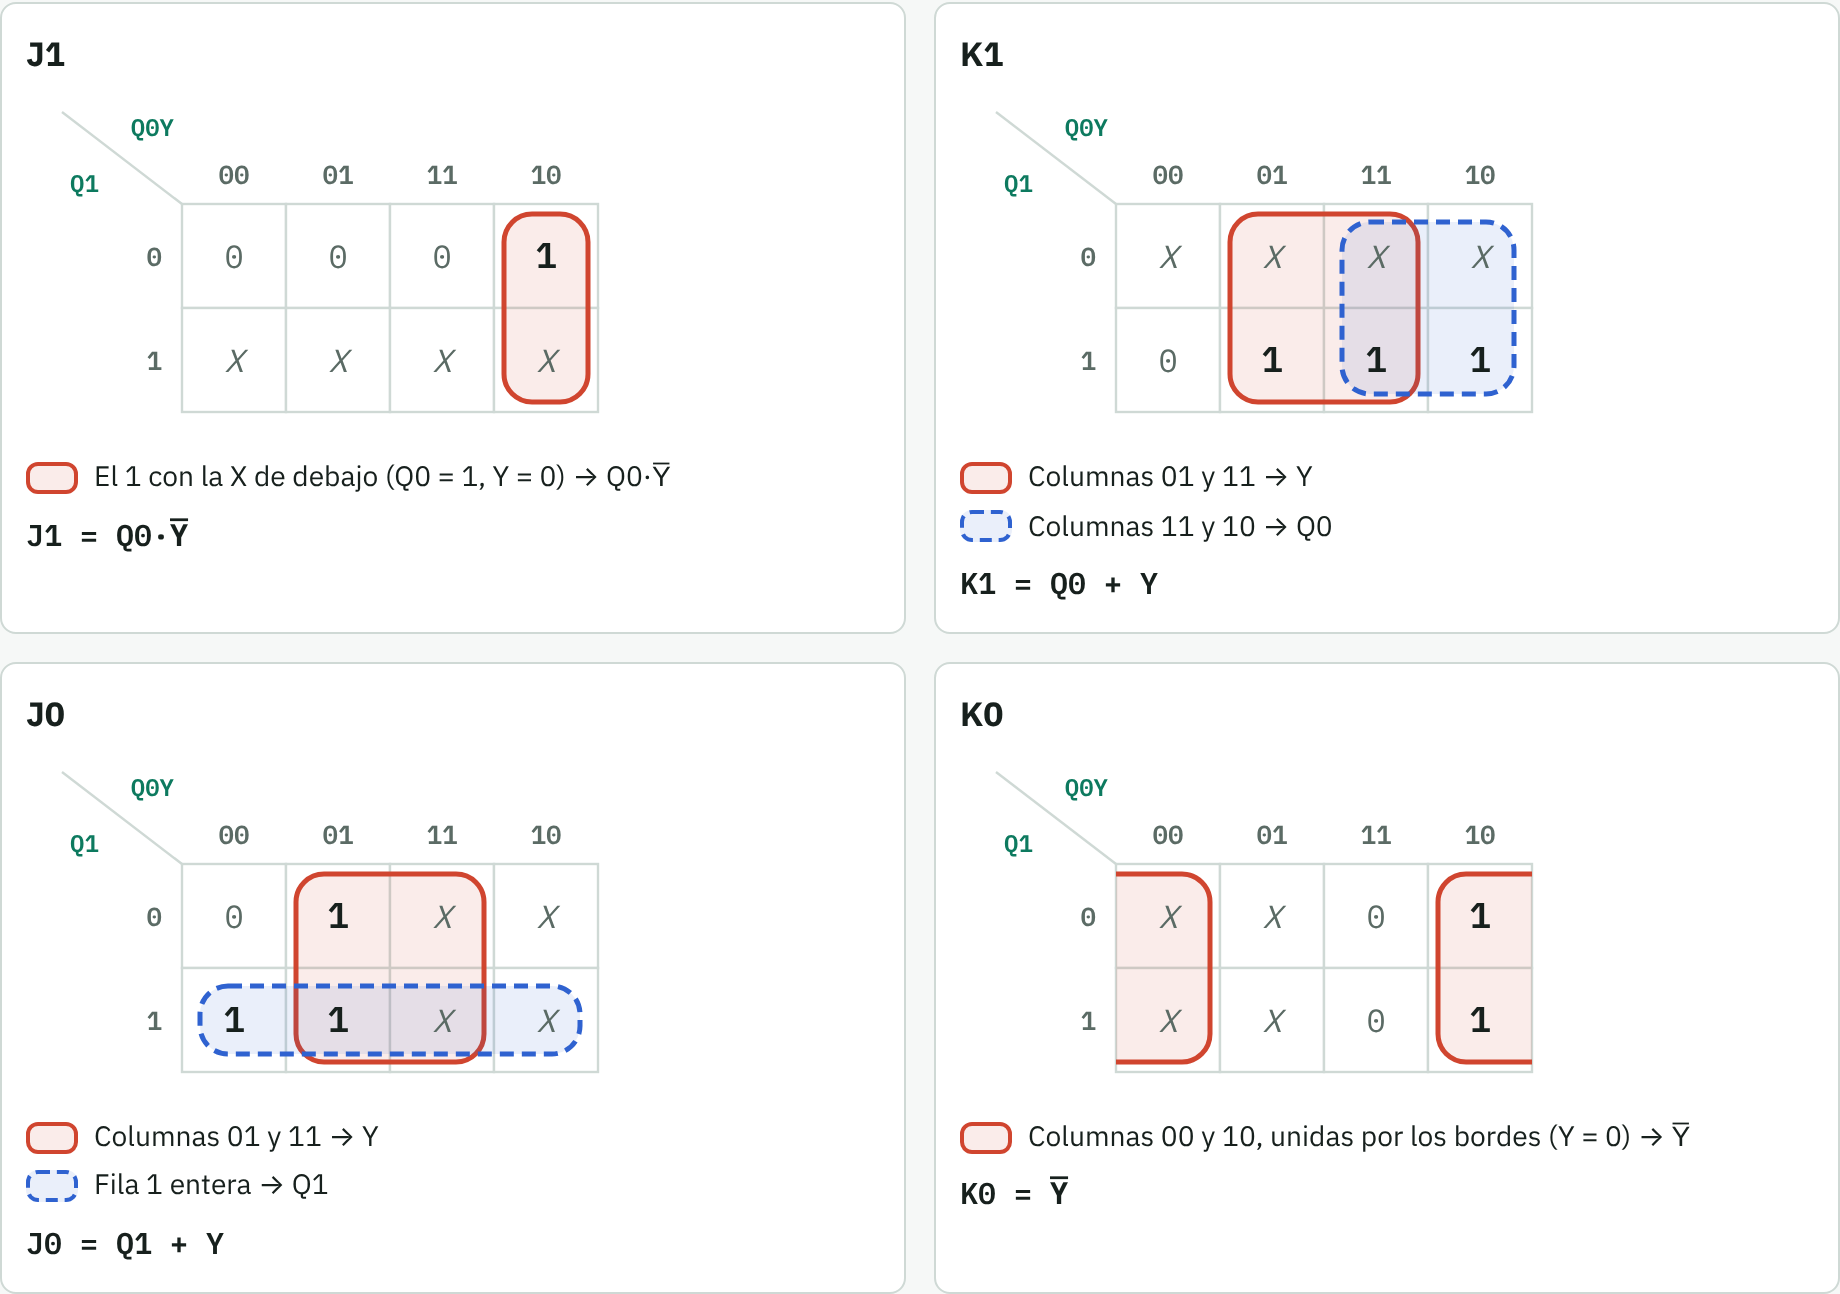 J1
Q0Y
Q1
00 01 11 10
0 0 0 0 1
1 X X X X
El 1 con la X de debajo (Q0 = 1, Y = 0) → Q0·Y̅
J1 = Q0·Y̅
K1
Q0Y
Q1
00 01 11 10
0 X X X X
1 0 1 1 1
Columnas 01 y 11 → Y
Columnas 11 y 10 → Q0
K1 = Q0 + Y
J0
Q0Y
Q1
00 01 11 10
0 0 1 X X
1 1 1 X X
Columnas 01 y 11 → Y
Fila 1 entera → Q1
J0 = Q1 + Y
K0
Q0Y
Q1
00 01 11 10
0 X X 0 1
1 X X 0 1
Columnas 00 y 10, unidas por los bordes (Y = 0) → Y̅
K0 = Y̅